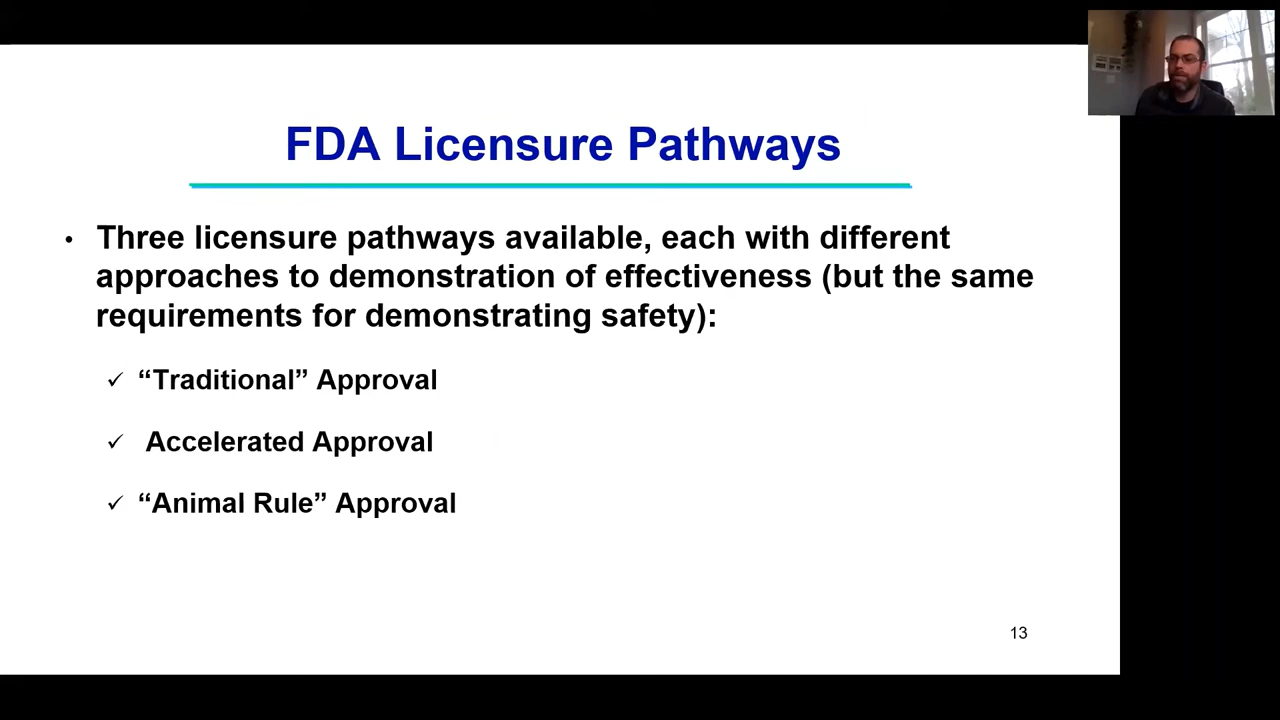 FDA Licensure Pathways
• Three licensure pathways available, each with different
approaches to demonstration of effectiveness (but the same
requirements for demonstrating safety):
✓ “Traditional” Approval
✓ Accelerated Approval
✓ “Animal Rule” Approval
13